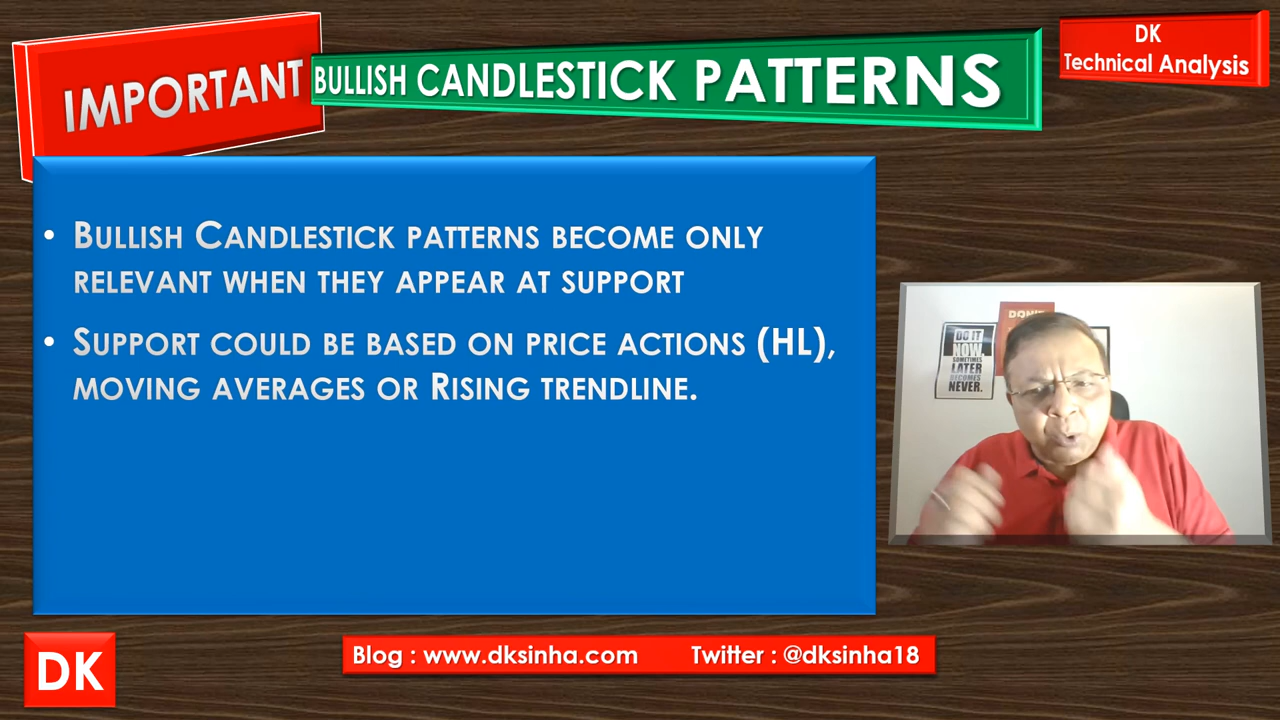 IMPORTANT
BULLISH CANDLESTICK PATTERNS
DK
Technical Analysis
• BULLISH CANDLESTICK PATTERNS BECOME ONLY
RELEVANT WHEN THEY APPEAR AT SUPPORT
• SUPPORT COULD BE BASED ON PRICE ACTIONS (HL),
MOVING AVERAGES OR RISING TRENDLINE.
DO IT
NOW.
SOMETIMES
LATER
BECOMES
NEVER.
DK
Blog : www.dksinha.com Twitter : @dksinha18